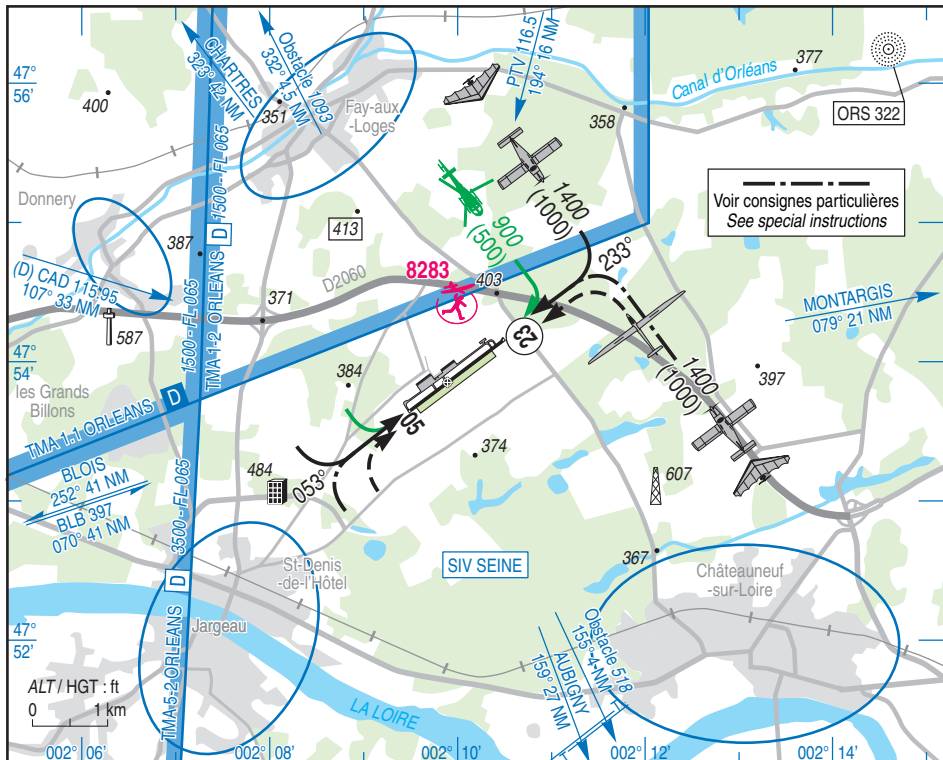 47°
56'
400
CHARTRES
323° 42 NM
Obstacle 1093
332° 4.5 NM
351
Fay-aux
-Loges
PTV 116.5
194° 16 NM
377
Canal d'Orléans
358
ORS 322
Voir consignes particulières
See special instructions
Donnery
387
1500 - FL 065
D
1500 - FL 065
TMA 1-2 ORLEANS
413
900
(500)
1400
(1000)
233°
(D) CAD 115.95
107° 33 NM
D2060
8283
403
371
587
MONTARGIS
079° 21 NM
23
47°
54'
les Grands
Billons
384
1400
(1000)
397
TMA 1.1 ORLEANS
D
05
374
BLOIS
252° 41 NM
BLB 397
070° 41 NM
484
053°
607
3500 - FL 065
D
TMA 5-2 ORLEANS
St-Denis
-de-l'Hôtel
SIV SEINE
367
Châteauneuf
-sur-Loire
Jargeau
47°
52'
Obstacle 518
155° 4 NM
AUBIGNY
159° 27 NM
LA LOIRE
ALT / HGT : ft
0 1 km
002° 06'
002° 08'
002° 10'
002° 12'
002° 14'